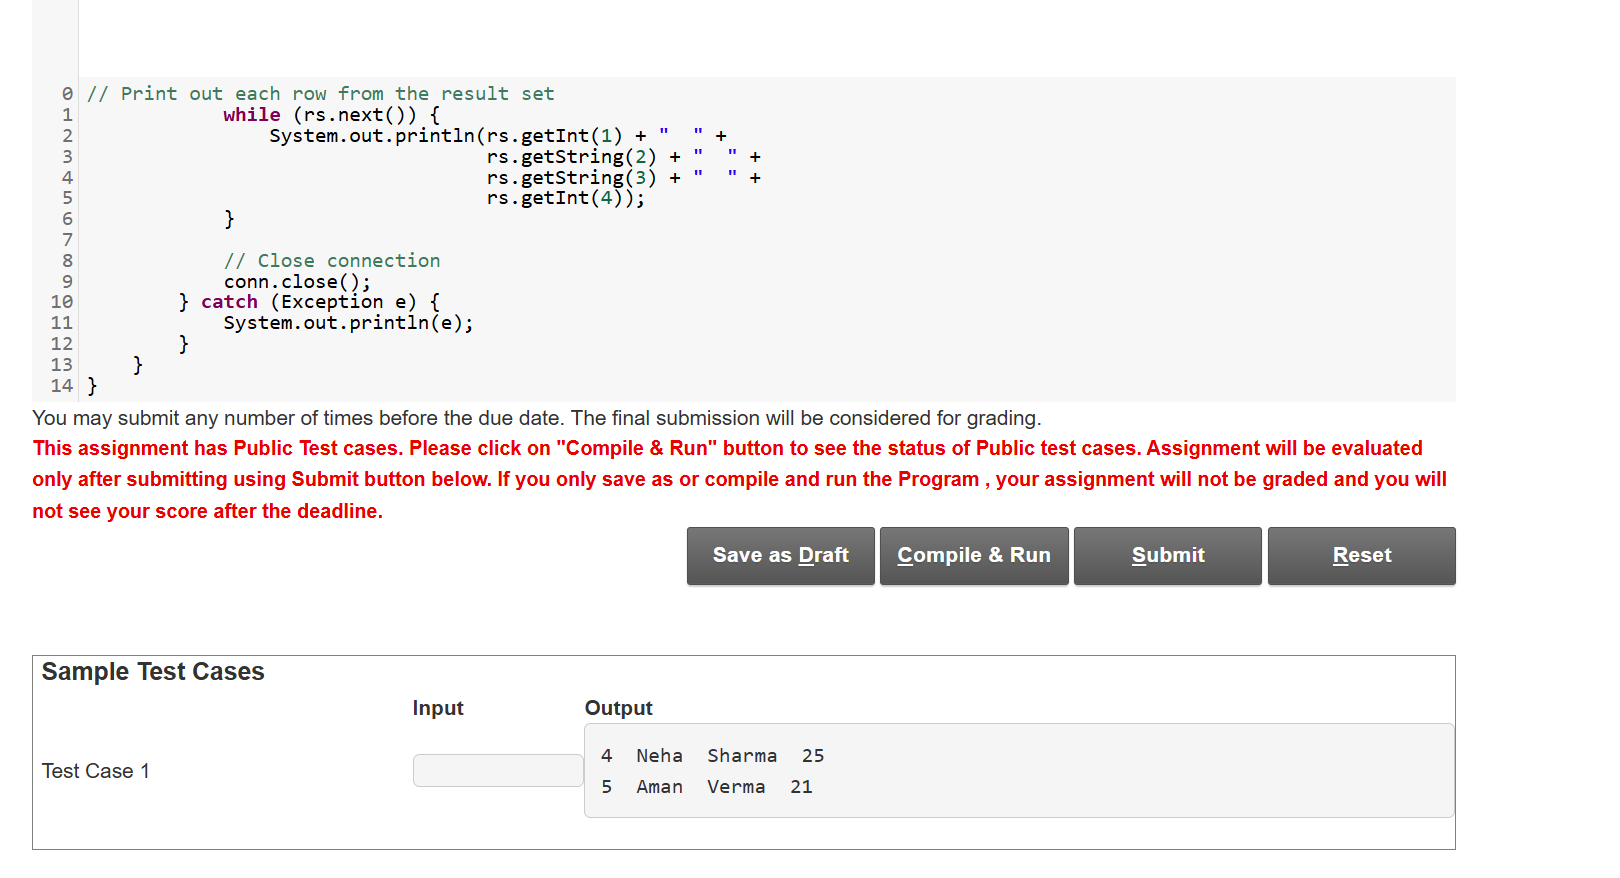 0 // Print out each row from the result set
1             while (rs.next()) {
2                 System.out.println(rs.getInt(1) + "  " +
3                                    rs.getString(2) + "  " +
4                                    rs.getString(3) + "  " +
5                                    rs.getInt(4));
6             }
7
8             // Close connection
9             conn.close();
10         } catch (Exception e) {
11             System.out.println(e);
12         }
13     }
14 }
You may submit any number of times before the due date. The final submission will be considered for grading.
This assignment has Public Test cases. Please click on "Compile & Run" button to see the status of Public test cases. Assignment will be evaluated
only after submitting using Submit button below. If you only save as or compile and run the Program , your assignment will not be graded and you will
not see your score after the deadline.
Save as Draft Compile & Run Submit Reset
Sample Test Cases
Input Output
Test Case 1
4  Neha  Sharma  25
5  Aman  Verma  21